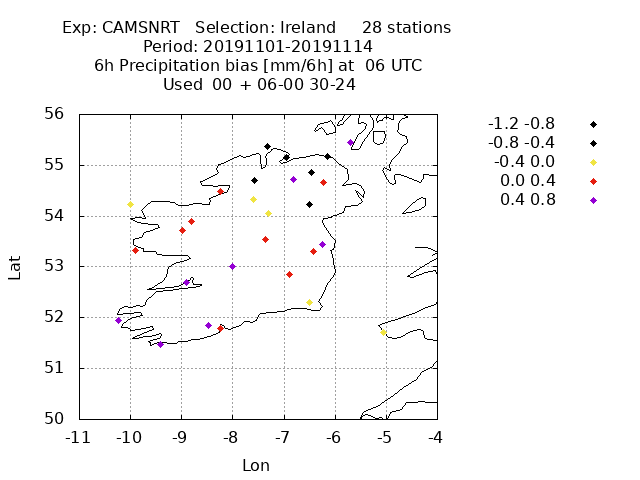 Exp: CAMSNRT Selection: Ireland 28 stations
Period: 20191101-20191114
6h Precipitation bias [mm/6h] at 06 UTC
Used 00 + 06-00 30-24
-1.2 -0.8
-0.8 -0.4
-0.4 0.0
0.0 0.4
0.4 0.8
56
55
54
53
52
51
50
Lat
-11 -10 -9 -8 -7 -6 -5 -4
Lon